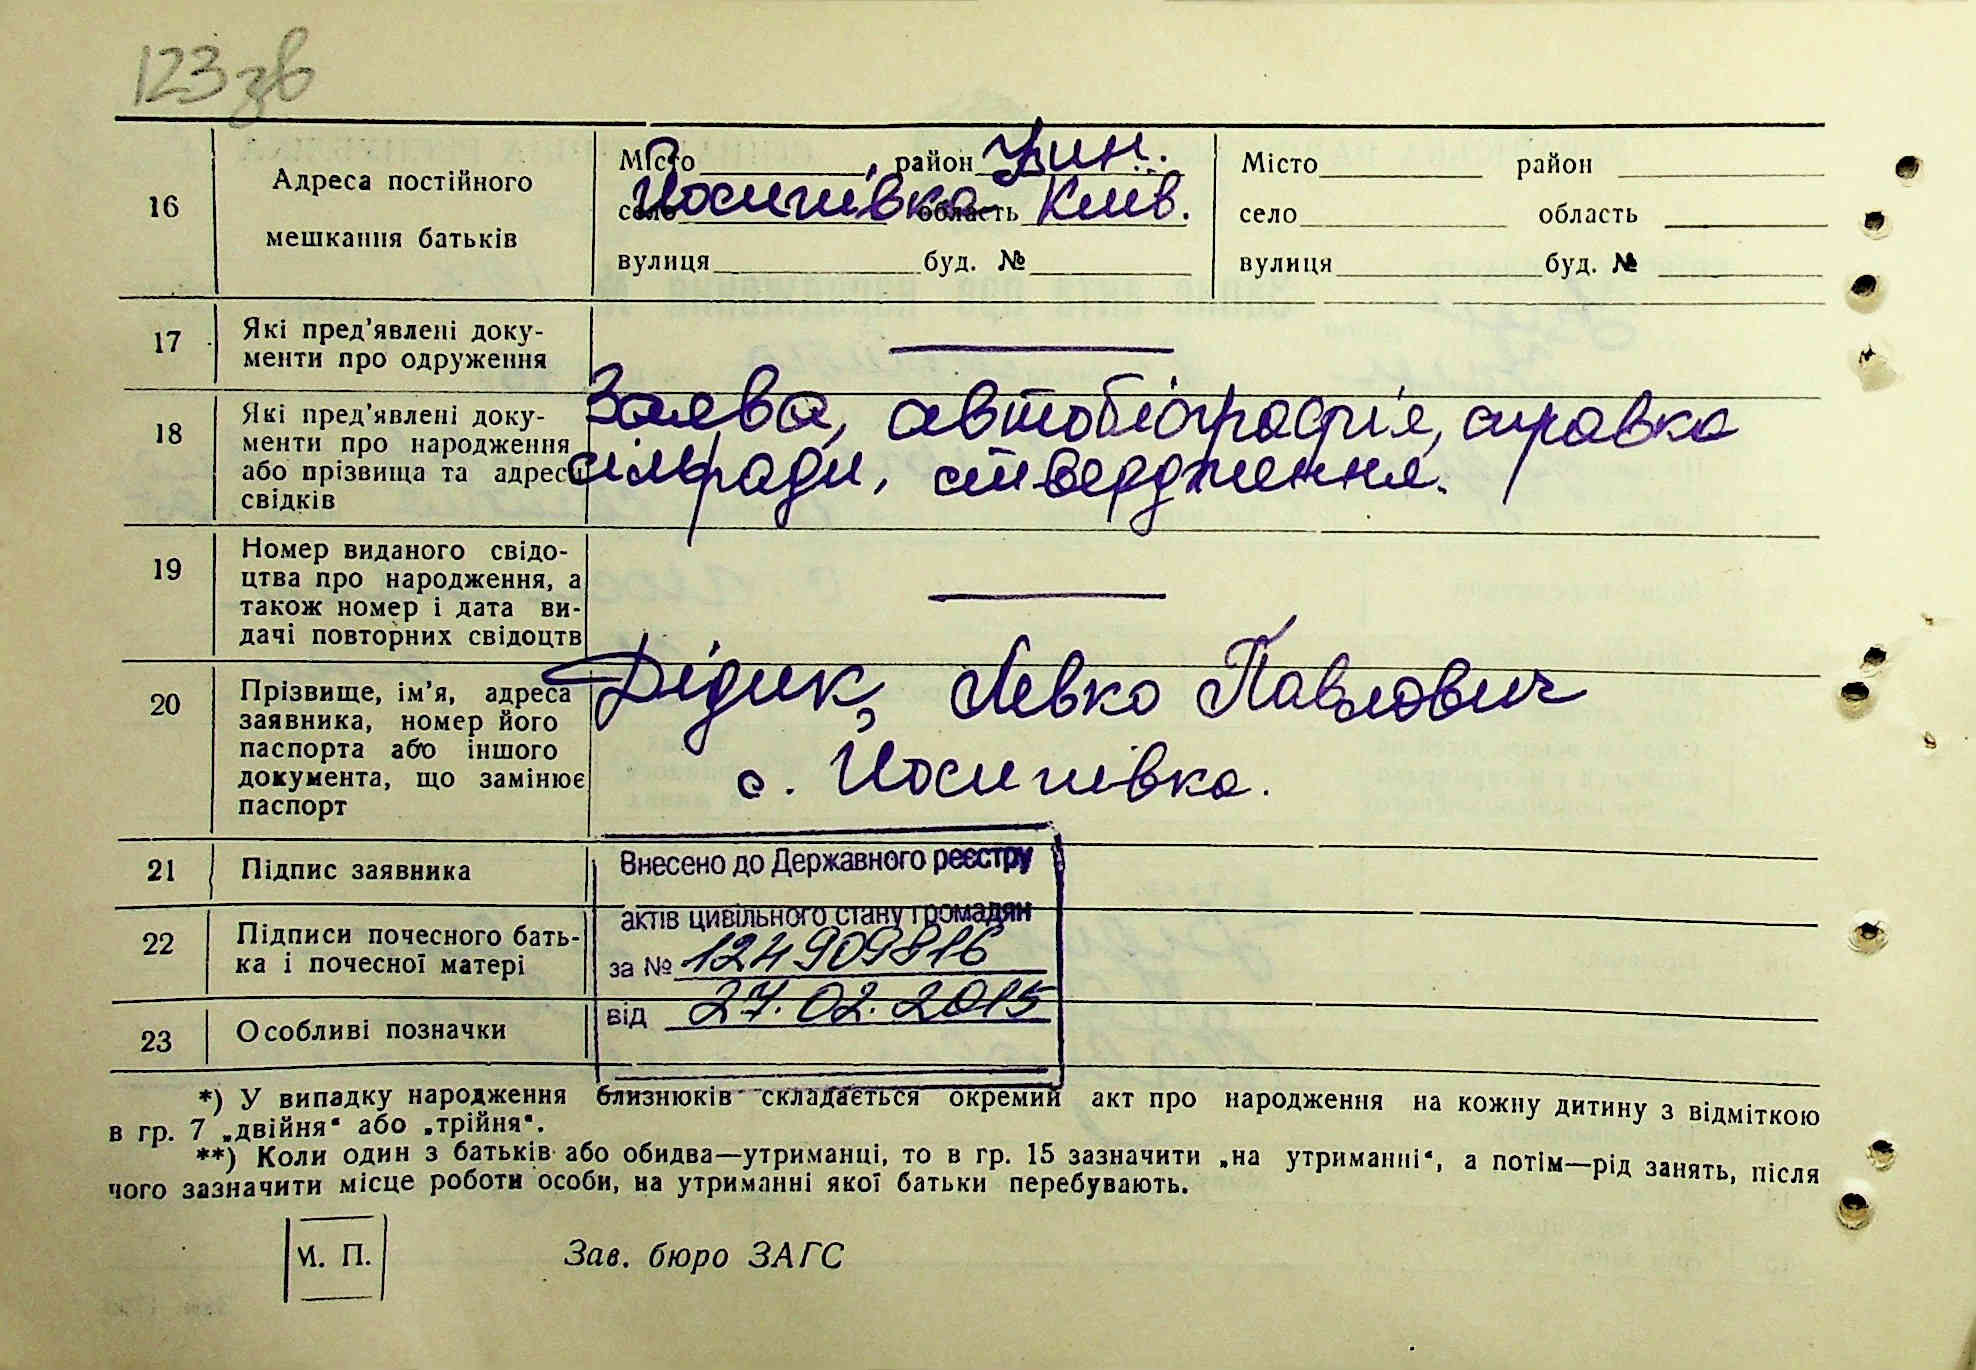 123 зв
16 Адреса постійного мешкання батьків
Місто район Узин. Місто район
село Йосипівка область Київ. село область
вулиця буд. № вулиця буд. №
17 Які пред’явлені доку-
менти про одруження
18 Які пред’явлені доку-
менти про народження
або прізвища та адреси
свідків
Заява, автобіографія, справка
сільради, ствердження.
19 Номер виданого свідо-
цтва про народження, а
також номер і дата ви-
дачі повторних свідоцтв
20 Прізвище, ім’я, адреса
заявника, номер його
паспорта або іншого
документа, що замінює
паспорт
Дідик, Левко Павлович
с. Йосипівка.
21 Підпис заявника
22 Підписи почесного бать-
ка і почесної матері
23 Особливі позначки
Внесено до Державного реєстру
актів цивільного стану громадян
за № 124909816
від 27.02.2015
*) У випадку народження близнюків складається окремий акт про народження на кожну дитину з відміткою
в гр. 7 „двійня“ або „трійня“.
**) Коли один з батьків або обидва—утриманці, то в гр. 15 зазначити „на утриманні“, а потім—рід занять, після
чого зазначити місце роботи особи, на утриманні якої батьки перебувають.
М. П. Зав. бюро ЗАГС